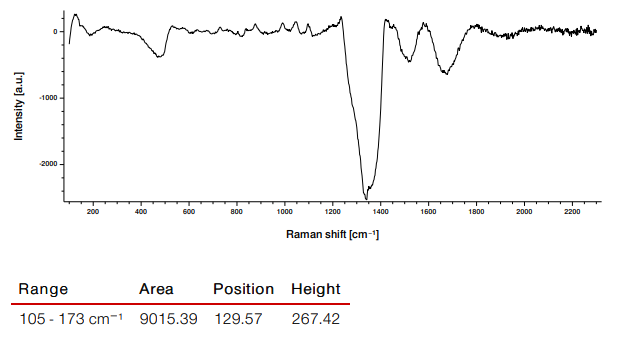 Intensity [a.u.]
0
-1000
-2000
200 400 600 800 1000 1200 1400 1600 1800 2000 2200
Raman shift [cm⁻¹]
Range Area Position Height
105 - 173 cm⁻¹ 9015.39 129.57 267.42